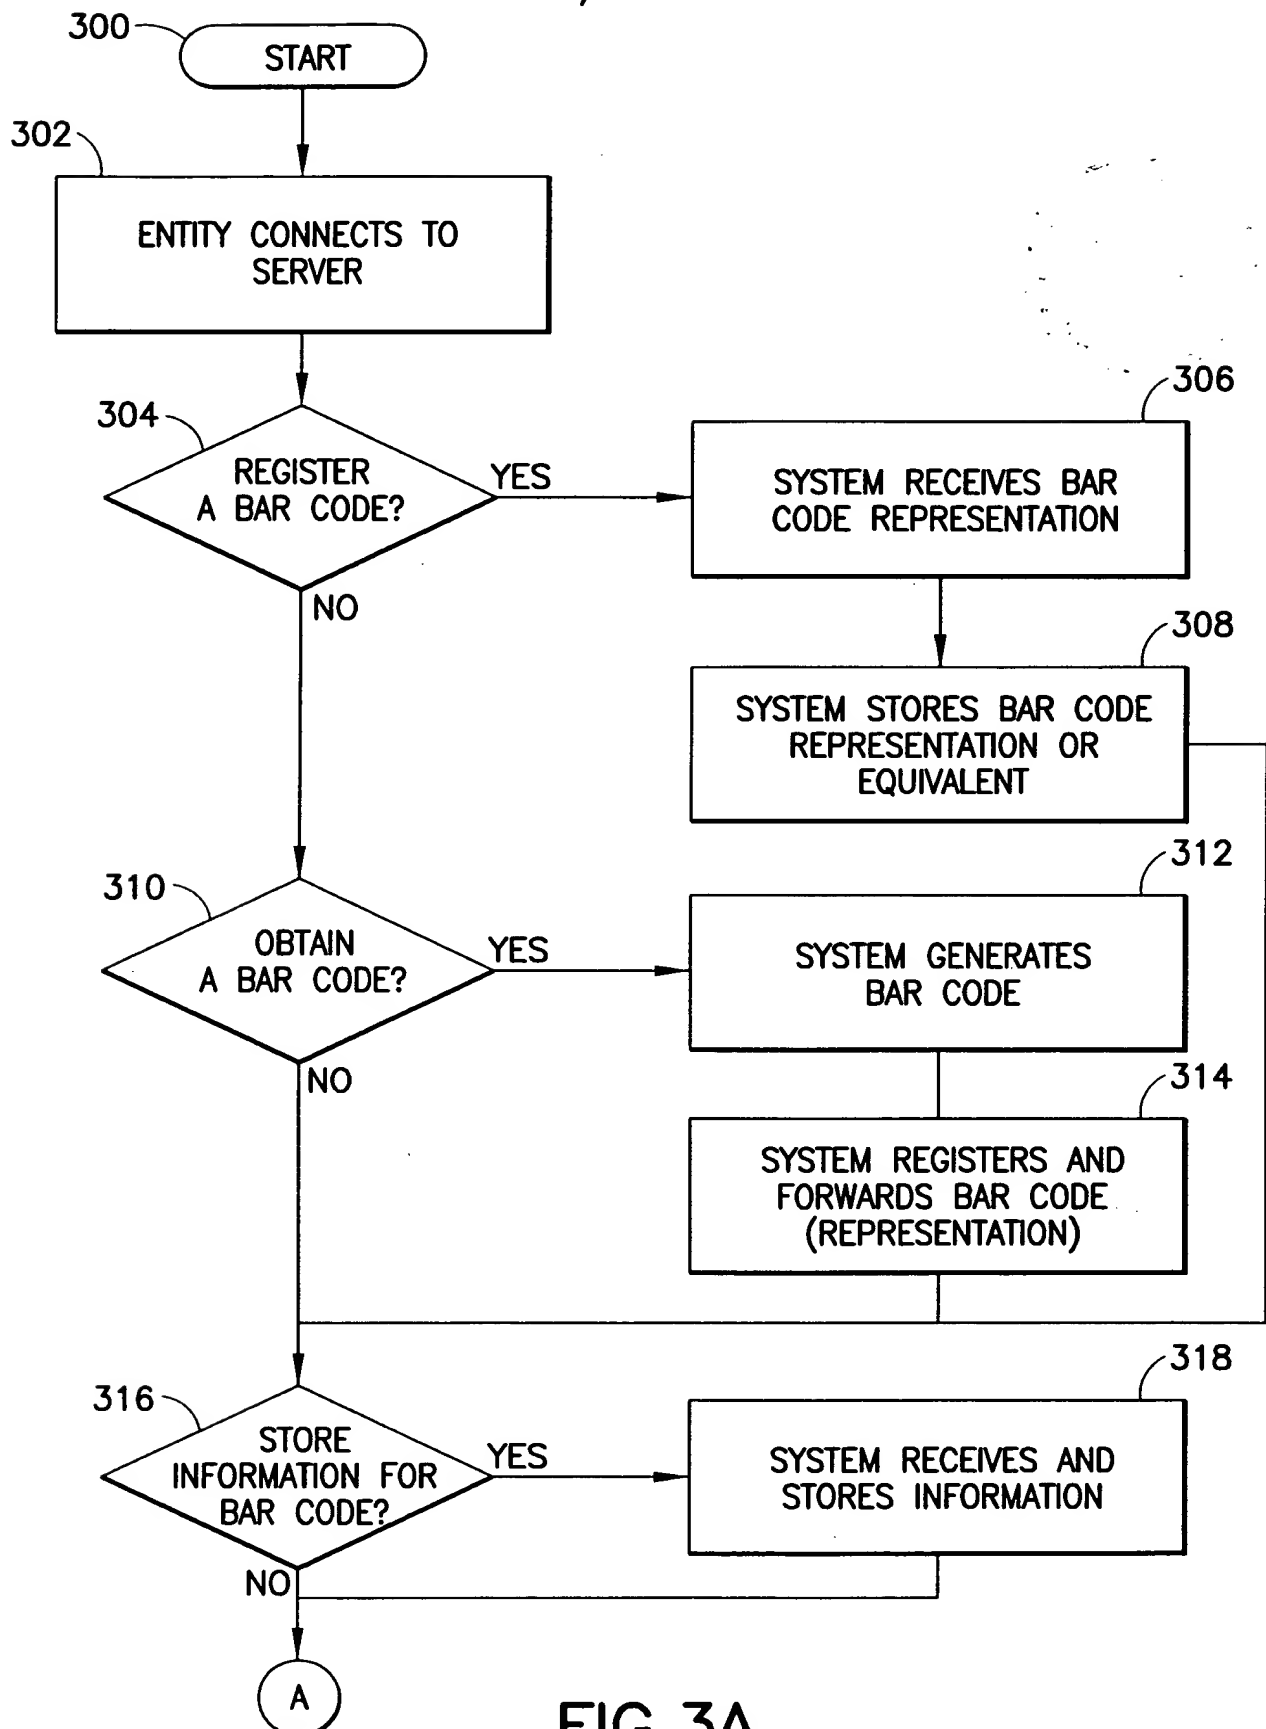 300
START
302
ENTITY CONNECTS TO
SERVER
304
REGISTER
A BAR CODE?
YES
NO
306
SYSTEM RECEIVES BAR
CODE REPRESENTATION
308
SYSTEM STORES BAR CODE
REPRESENTATION OR
EQUIVALENT
310
OBTAIN
A BAR CODE?
YES
NO
312
SYSTEM GENERATES
BAR CODE
314
SYSTEM REGISTERS AND
FORWARDS BAR CODE
(REPRESENTATION)
316
STORE
INFORMATION FOR
BAR CODE?
YES
NO
318
SYSTEM RECEIVES AND
STORES INFORMATION
A
FIG. 3A